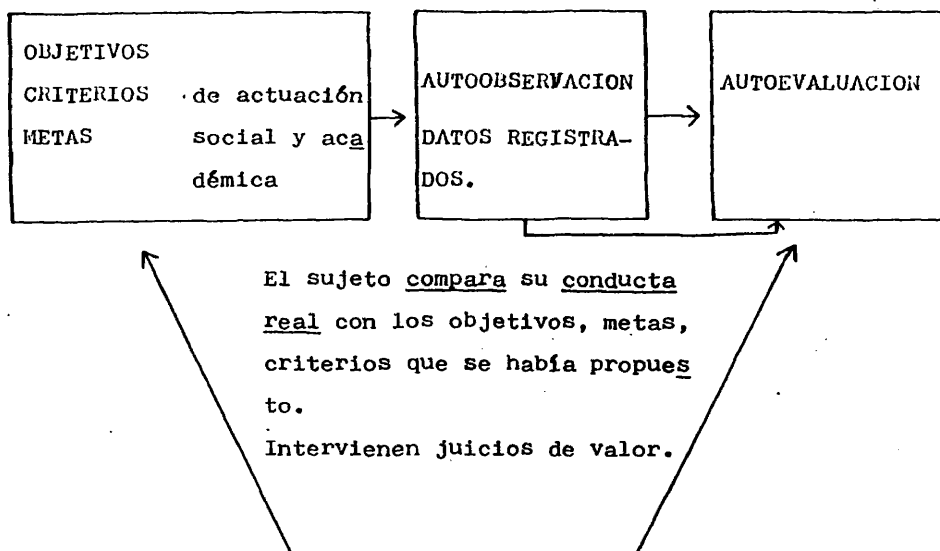 OBJETIVOS
CRITERIOS de actuación
METAS social y aca
démica
AUTOOBSERVACION
DATOS REGISTRA-
DOS.
AUTOEVALUACION
El sujeto compara su conducta
real con los objetivos, metas,
criterios que se había propues
to.
Intervienen juicios de valor.